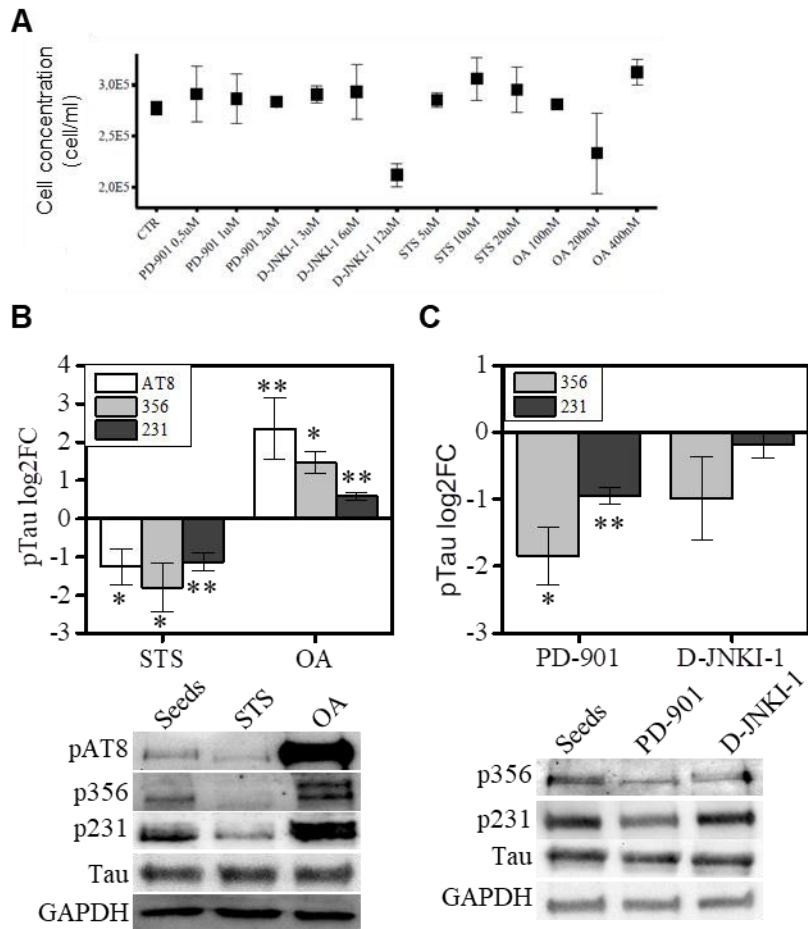 A
Cell concentration
(cell/ml)
3,0E5
2,5E5
2,0E5
CTR
PD-901 0,5uM
PD-901 1uM
PD-901 2uM
D-JNKI-1 3uM
D-JNKI-1 6uM
D-JNKI-1 12uM
STS 5uM
STS 10uM
STS 20uM
OA 100nM
OA 200nM
OA 400nM
B
pTau log2FC
4
3
2
1
0
-1
-2
-3
AT8
356
231
**
*
**
*
*
**
STS
OA
Seeds
STS
OA
pAT8
p356
p231
Tau
GAPDH
C
pTau log2FC
1
0
-1
-2
-3
356
231
*
**
PD-901
D-JNKI-1
Seeds
PD-901
D-JNKI-1
p356
p231
Tau
GAPDH